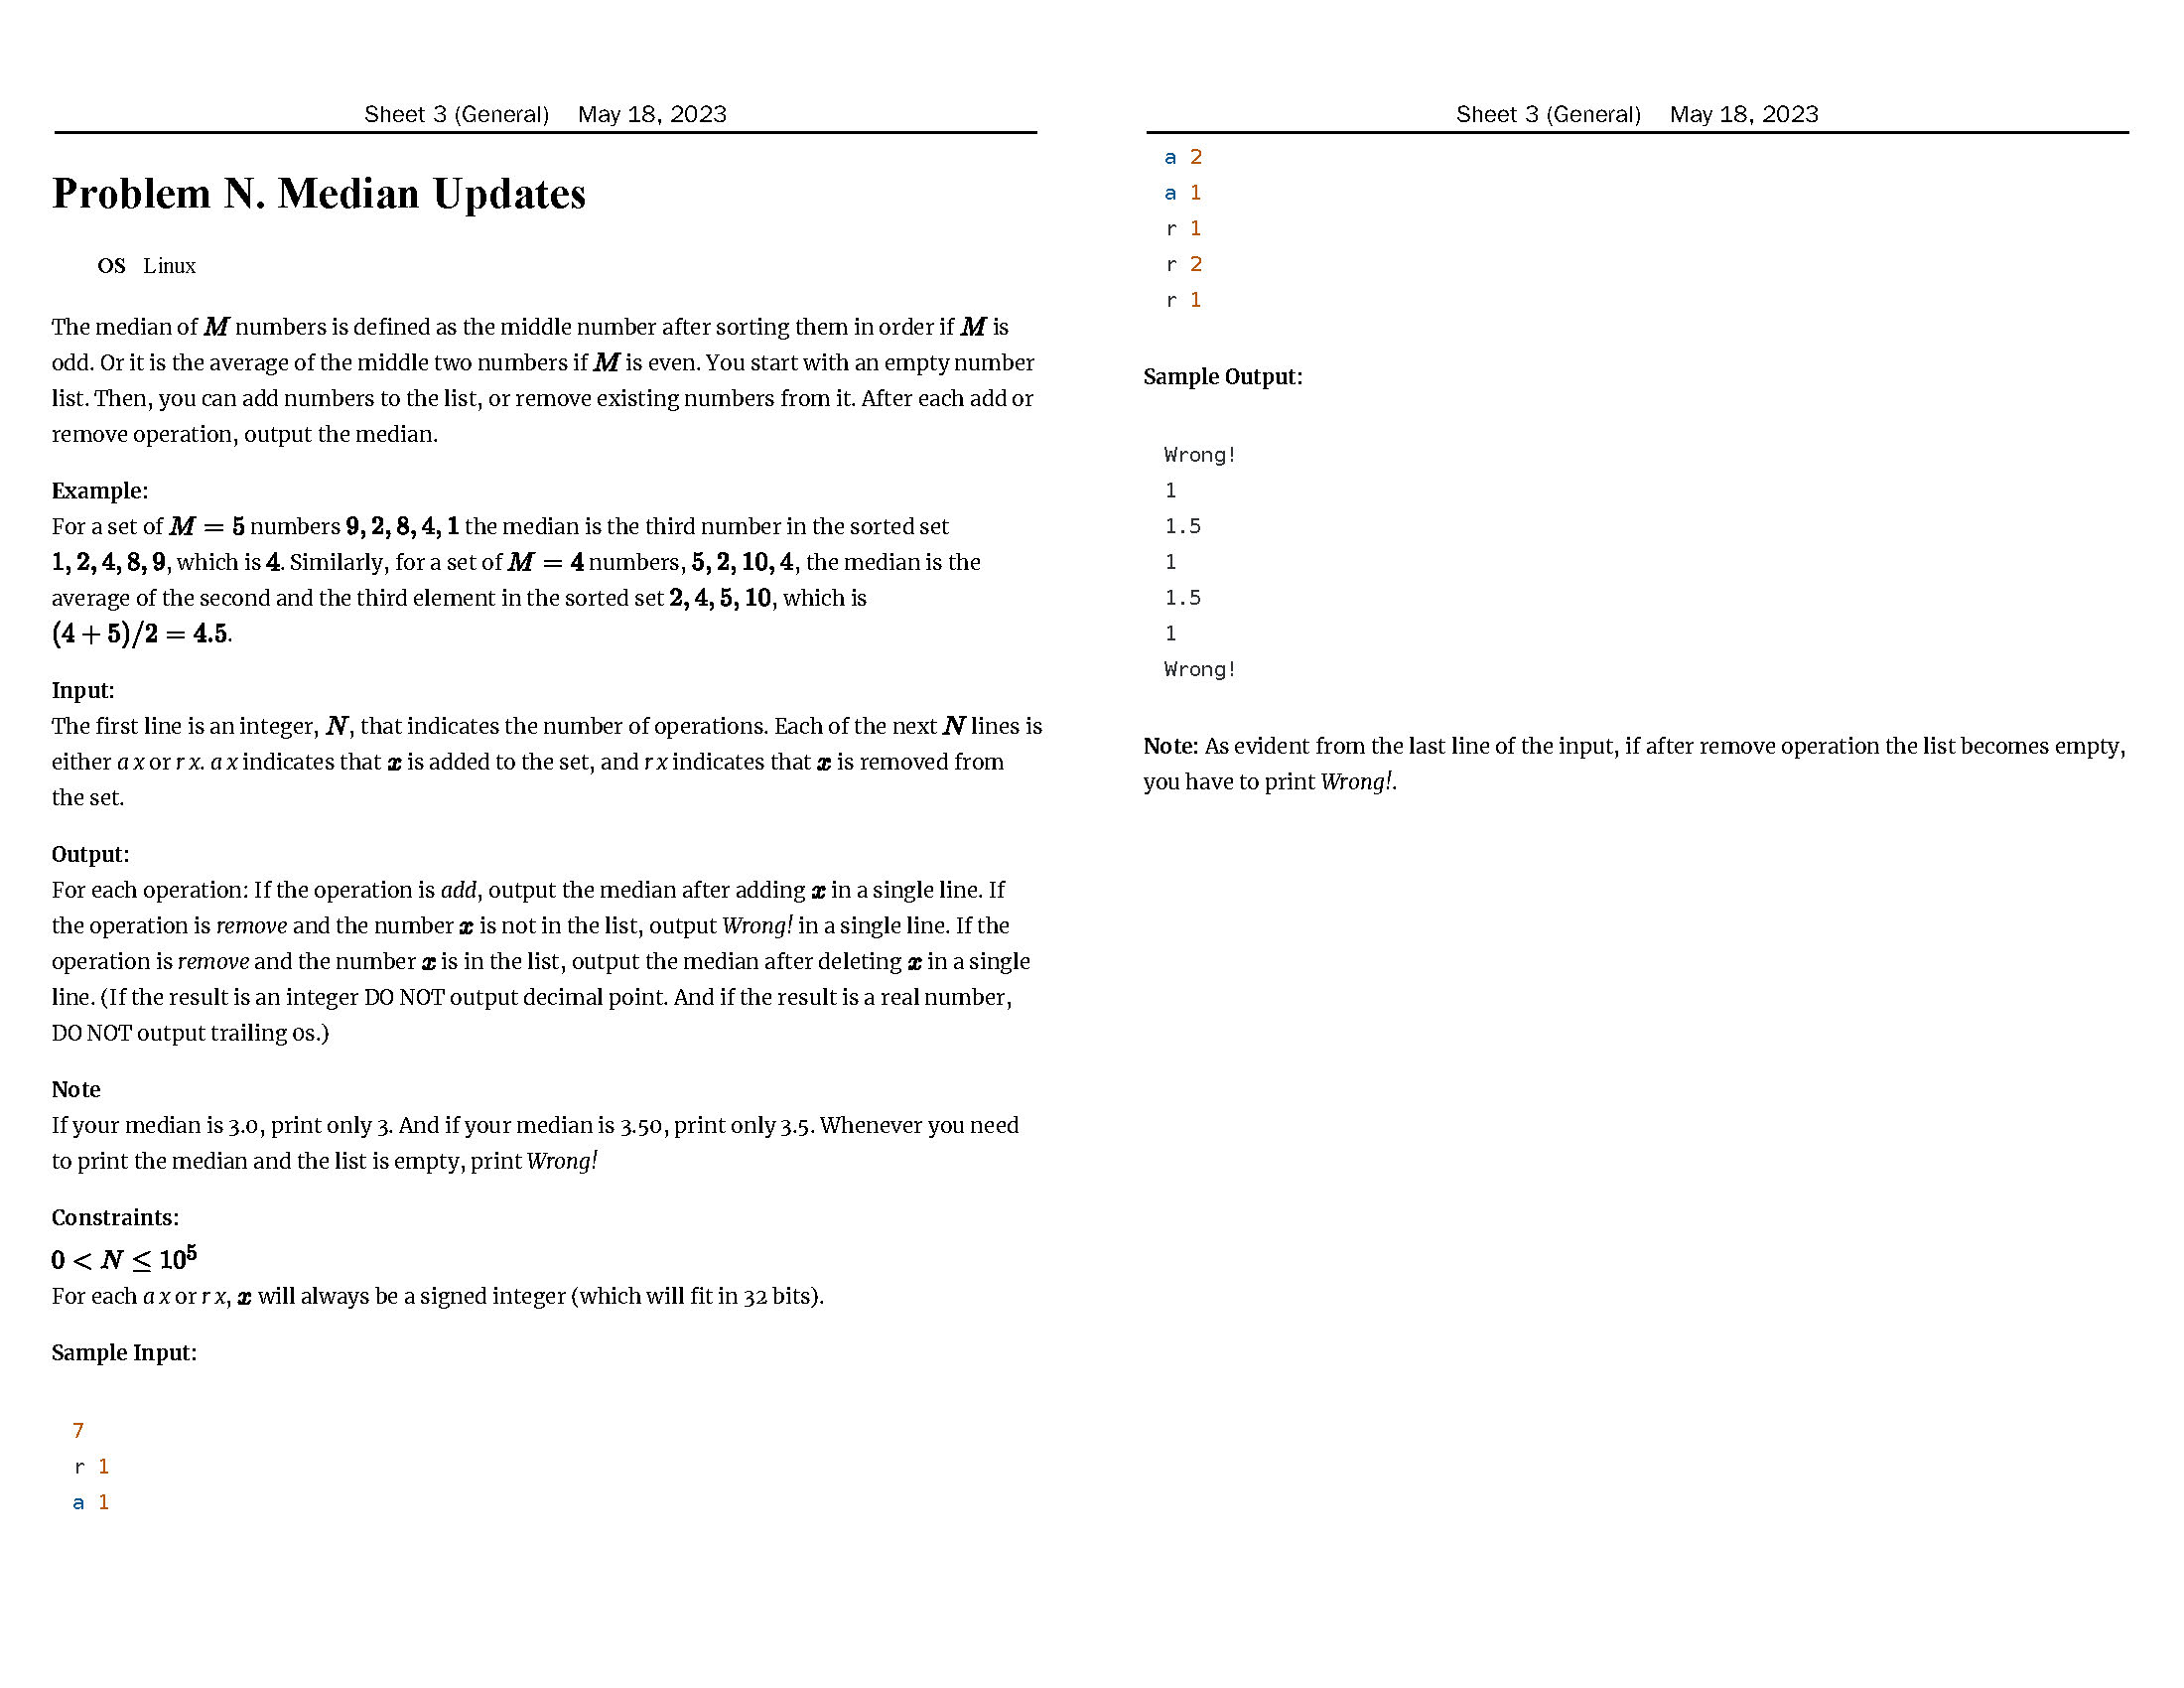 Sheet 3 (General) May 18, 2023
Problem N. Median Updates
OS Linux
The median of M numbers is defined as the middle number after sorting them in order if M is
odd. Or it is the average of the middle two numbers if M is even. You start with an empty number
list. Then, you can add numbers to the list, or remove existing numbers from it. After each add or
remove operation, output the median.
Example:
For a set of M = 5 numbers 9, 2, 8, 4, 1 the median is the third number in the sorted set
1, 2, 4, 8, 9, which is 4. Similarly, for a set of M = 4 numbers, 5, 2, 10, 4, the median is the
average of the second and the third element in the sorted set 2, 4, 5, 10, which is
(4 + 5)/2 = 4.5.
Input:
The first line is an integer, N, that indicates the number of operations. Each of the next N lines is
either a x or r x. a x indicates that x is added to the set, and r x indicates that x is removed from
the set.
Output:
For each operation: If the operation is add, output the median after adding x in a single line. If
the operation is remove and the number x is not in the list, output Wrong! in a single line. If the
operation is remove and the number x is in the list, output the median after deleting x in a single
line. (If the result is an integer DO NOT output decimal point. And if the result is a real number,
DO NOT output trailing 0s.)
Note
If your median is 3.0, print only 3. And if your median is 3.50, print only 3.5. Whenever you need
to print the median and the list is empty, print Wrong!
Constraints:
0 < N ≤ 10⁵
For each a x or r x, x will always be a signed integer (which will fit in 32 bits).
Sample Input:
7
r 1
a 1
Sheet 3 (General) May 18, 2023
a 2
a 1
r 1
r 2
r 1
Sample Output:
Wrong!
1
1.5
1
1.5
1
Wrong!
Note: As evident from the last line of the input, if after remove operation the list becomes empty,
you have to print Wrong!.